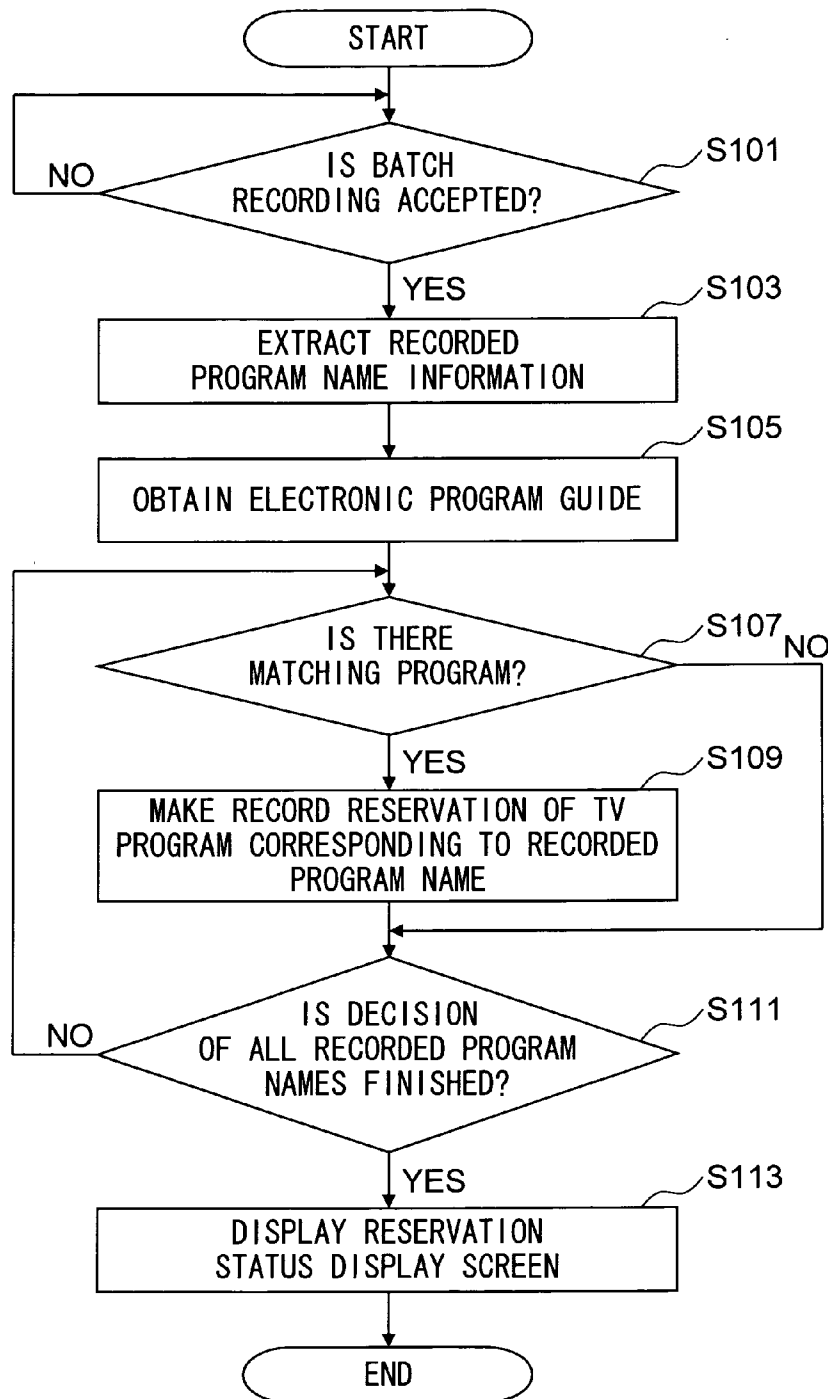 START
S101
IS BATCH
RECORDING ACCEPTED?
NO
YES
S103
EXTRACT RECORDED
PROGRAM NAME INFORMATION
S105
OBTAIN ELECTRONIC PROGRAM GUIDE
S107
IS THERE
MATCHING PROGRAM?
NO
YES
S109
MAKE RECORD RESERVATION OF TV
PROGRAM CORRESPONDING TO RECORDED
PROGRAM NAME
S111
IS DECISION
OF ALL RECORDED PROGRAM
NAMES FINISHED?
NO
YES
S113
DISPLAY RESERVATION
STATUS DISPLAY SCREEN
END